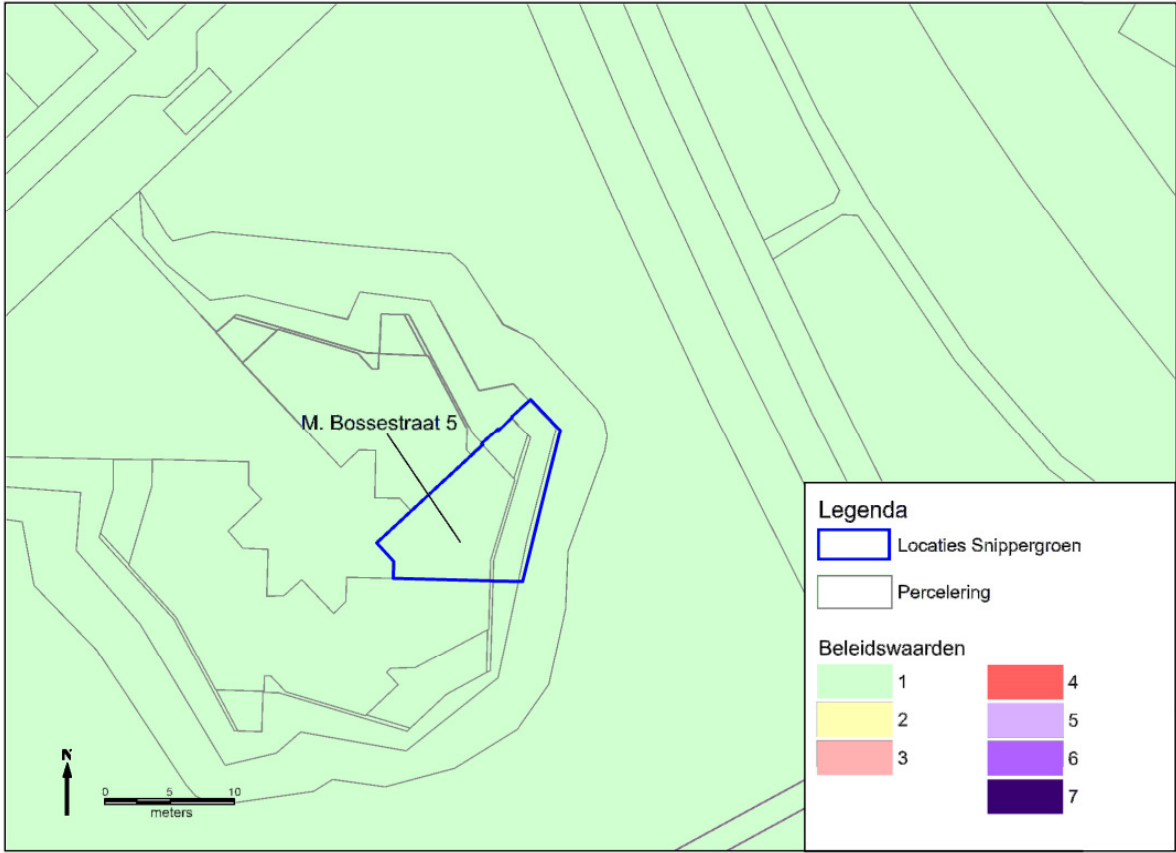 M. Bossestraat 5
Legenda
Locaties Snippergroen
Percelering
Beleidswaarden
1 4
2 5
3 6
7
N
0 5 10
meters